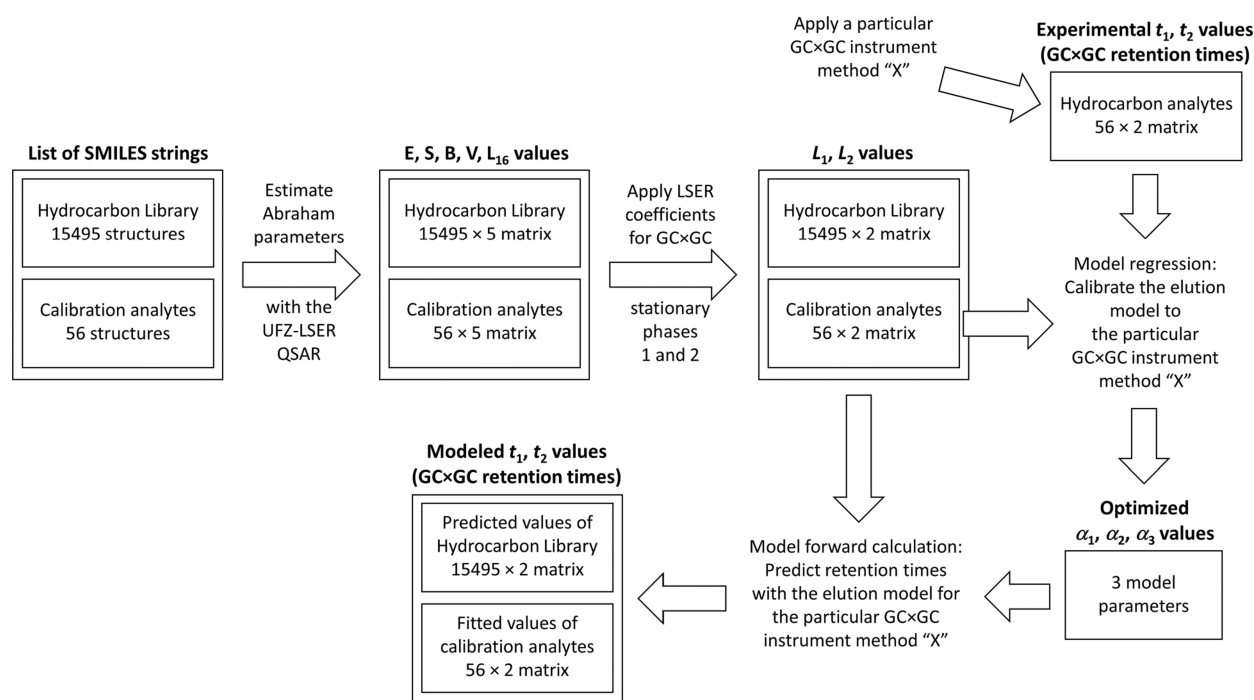 List of SMILES strings
Hydrocarbon Library
15495 structures
Calibration analytes
56 structures
Estimate
Abraham
parameters
with the
UFZ-LSER
QSAR
E, S, B, V, L₁₆ values
Hydrocarbon Library
15495 × 5 matrix
Calibration analytes
56 × 5 matrix
Apply LSER
coefficients
for GC×GC
stationary
phases
1 and 2
L₁, L₂ values
Hydrocarbon Library
15495 × 2 matrix
Calibration analytes
56 × 2 matrix
Apply a particular
GC×GC instrument
method “X”
Experimental t₁, t₂ values
(GC×GC retention times)
Hydrocarbon analytes
56 × 2 matrix
Model regression:
Calibrate the elution
model to
the particular
GC×GC instrument
method “X”
Optimized
α₁, α₂, α₃ values
3 model
parameters
Model forward calculation:
Predict retention times
with the elution model for
the particular GC×GC
instrument method “X”
Modeled t₁, t₂ values
(GC×GC retention times)
Predicted values of
Hydrocarbon Library
15495 × 2 matrix
Fitted values of
calibration analytes
56 × 2 matrix